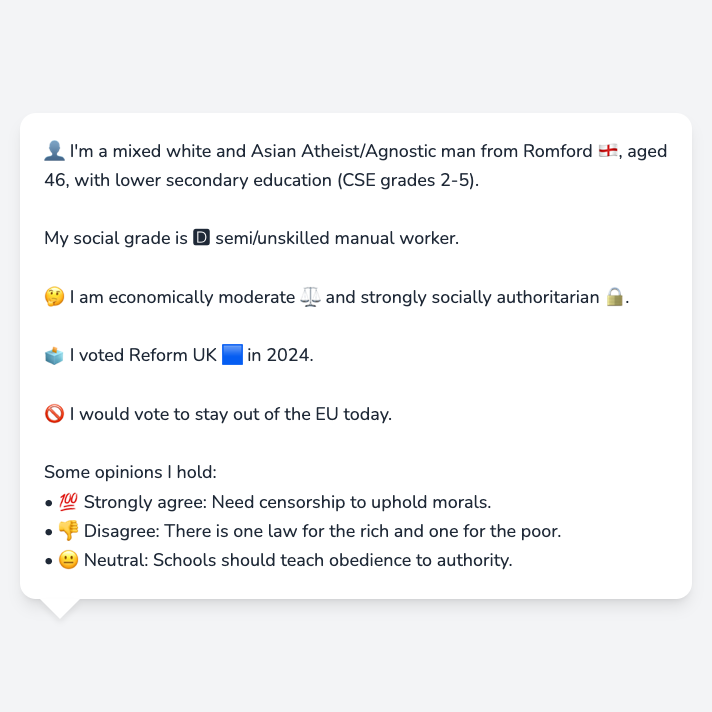 👤 I'm a mixed white and Asian Atheist/Agnostic man from Romford 🏴󠁧󠁢󠁥󠁮󠁧󠁿, aged
46, with lower secondary education (CSE grades 2-5).
My social grade is 🅳 semi/unskilled manual worker.
🤔 I am economically moderate ⚖️ and strongly socially authoritarian 🔒.
🗳️ I voted Reform UK 🟦 in 2024.
🚫 I would vote to stay out of the EU today.
Some opinions I hold:
• 💯 Strongly agree: Need censorship to uphold morals.
• 👎 Disagree: There is one law for the rich and one for the poor.
• 😐 Neutral: Schools should teach obedience to authority.